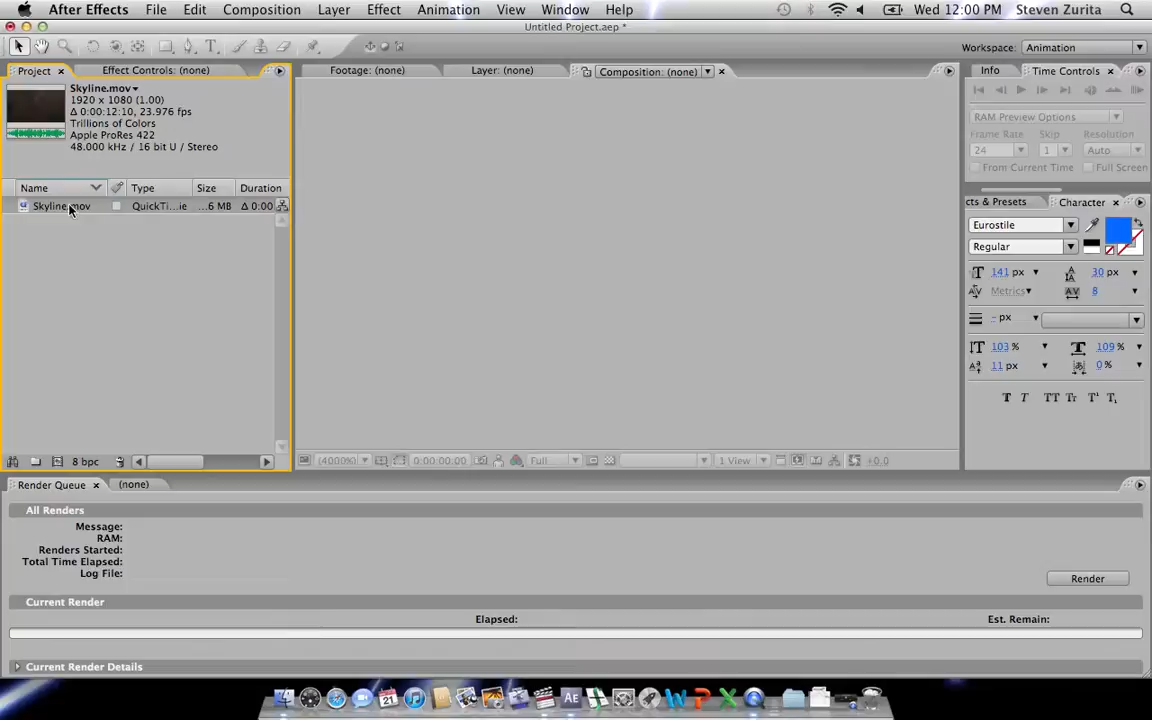 After Effects File Edit Composition Layer Effect Animation View Window Help Wed 12:00 PM Steven Zurita
Untitled Project.aep *
Workspace: Animation
Project Effect Controls: (none) Footage: (none) Layer: (none) Composition: (none) Info Time Controls
Skyline.mov
1920 x 1080 (1.00)
Δ 0:00:12:10, 23.976 fps
Trillions of Colors
Apple ProRes 422
48.000 kHz / 16 bit U / Stereo
RAM Preview Options
Frame Rate Skip Resolution
24 1 Auto
From Current Time Full Screen
Name Type Size Duration
Skyline.mov QuickTi...ie ...6 MB Δ 0:00
cts & Presets Character
Eurostile
Regular
141 px 30 px
Metrics 8
- px
103 % 109 %
11 px 0 %
T T TT Tr T¹ T₁
8 bpc (4000%) 0:00:00:00 Full 1 View +0.0
Render Queue (none)
All Renders
Message:
RAM:
Renders Started:
Total Time Elapsed:
Log File:
Render
Current Render
Elapsed: Est. Remain:
Current Render Details